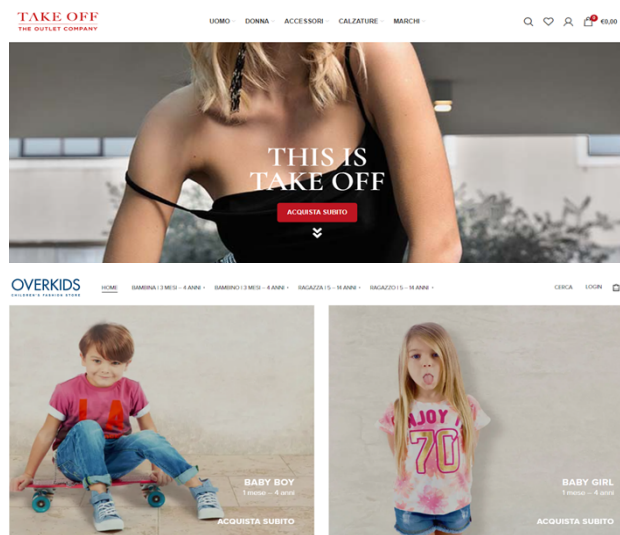 TAKE OFF
THE OUTLET COMPANY
UOMO DONNA ACCESSORI CALZATURE MARCHI
0 €0,00
THIS IS
TAKE OFF
ACQUISTA SUBITO
OVERKIDS
CHILDREN'S FASHION STORE
HOME BAMBINA | 3 MESI – 4 ANNI BAMBINO | 3 MESI – 4 ANNI RAGAZZA | 5 – 14 ANNI RAGAZZO | 5 – 14 ANNI CERCA LOGIN
LA
ENJOY
70
BABY BOY
1 mese – 4 anni
ACQUISTA SUBITO
BABY GIRL
1 mese – 4 anni
ACQUISTA SUBITO